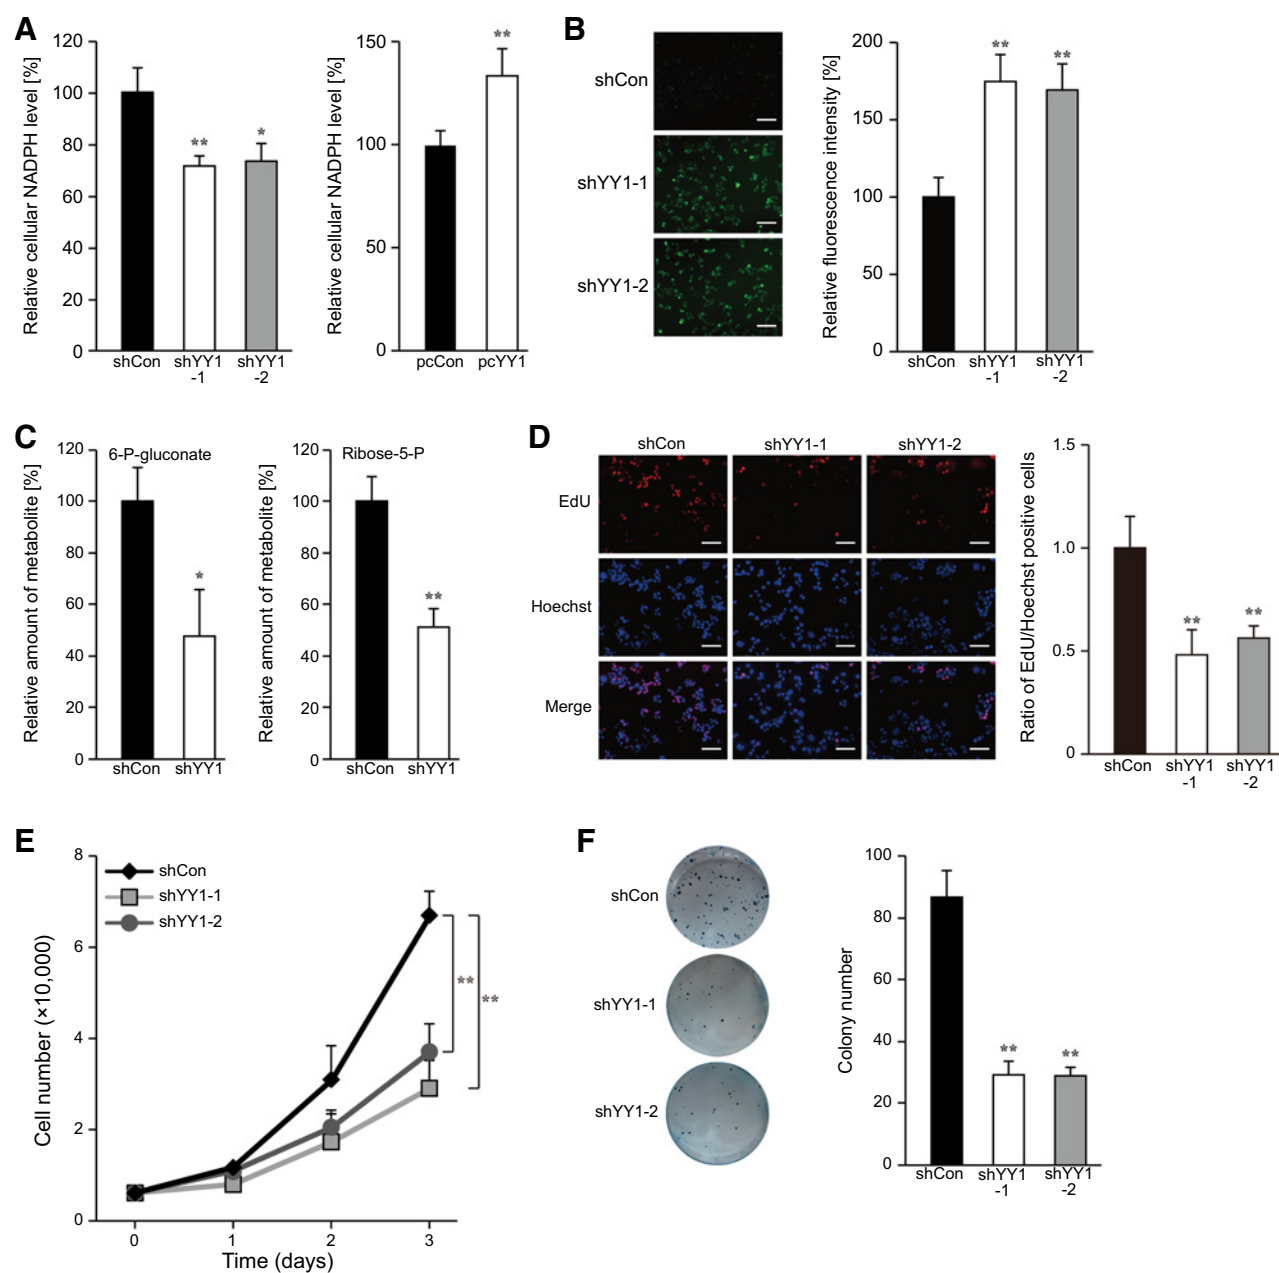 A
Relative cellular NADPH level [%]
120
100
80
60
40
20
0
**
*
shCon
shYY1
-1
shYY1
-2
Relative cellular NADPH level [%]
150
100
50
0
**
pcCon
pcYY1
B
shCon
shYY1-1
shYY1-2
Relative fluorescence intensity [%]
200
150
100
50
0
**
**
shCon
shYY1
-1
shYY1
-2
C
Relative amount of metabolite [%]
120
100
80
60
40
20
0
6-P-gluconate
*
shCon
shYY1
Relative amount of metabolite [%]
120
100
80
60
40
20
0
Ribose-5-P
**
shCon
shYY1
D
shCon
shYY1-1
shYY1-2
EdU
Hoechst
Merge
Ratio of EdU/Hoechst positive cells
1.5
1.0
0.5
0
**
**
shCon
shYY1
-1
shYY1
-2
E
Cell number (×10,000)
8
6
4
2
0
shCon
shYY1-1
shYY1-2
**
**
0
1
2
3
Time (days)
F
shCon
shYY1-1
shYY1-2
Colony number
100
80
60
40
20
0
**
**
shCon
shYY1
-1
shYY1
-2